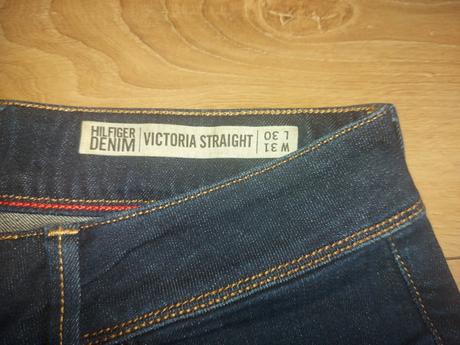 HILFIGER
DENIM
VICTORIA STRAIGHT
W 31
L 30